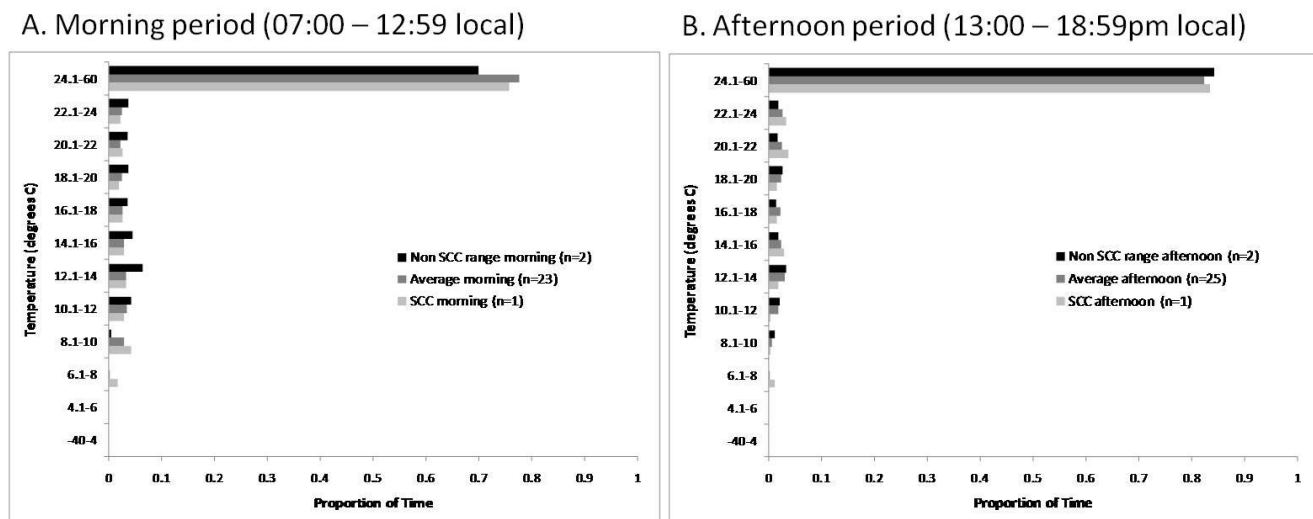 A. Morning period (07:00 – 12:59 local)
24.1-60
22.1-24
20.1-22
18.1-20
16.1-18
14.1-16
12.1-14
10.1-12
8.1-10
6.1-8
4.1-6
-40-4
Temperature (degrees C)
Non SCC range morning (n=2)
Average morning (n=23)
SCC morning (n=1)
0 0.1 0.2 0.3 0.4 0.5 0.6 0.7 0.8 0.9 1
Proportion of Time
B. Afternoon period (13:00 – 18:59pm local)
24.1-60
22.1-24
20.1-22
18.1-20
16.1-18
14.1-16
12.1-14
10.1-12
8.1-10
6.1-8
4.1-6
-40-4
Temperature (degrees C)
Non SCC range afternoon (n=2)
Average afternoon (n=25)
SCC afternoon (n=1)
0 0.1 0.2 0.3 0.4 0.5 0.6 0.7 0.8 0.9 1
Proportion of Time